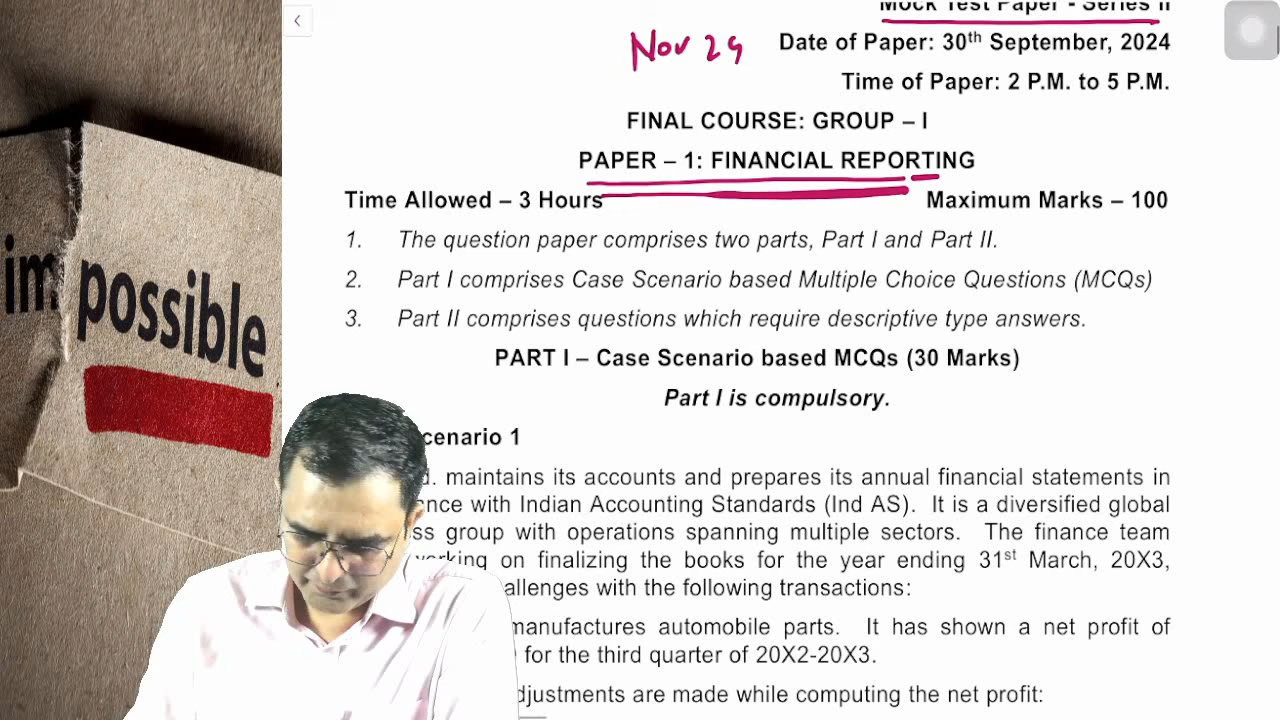 Mock Test Paper - Series II
Nov 24
Date of Paper: 30th September, 2024
Time of Paper: 2 P.M. to 5 P.M.
FINAL COURSE: GROUP – I
PAPER – 1: FINANCIAL REPORTING
Time Allowed – 3 Hours
Maximum Marks – 100
1. The question paper comprises two parts, Part I and Part II.
2. Part I comprises Case Scenario based Multiple Choice Questions (MCQs)
3. Part II comprises questions which require descriptive type answers.
PART I – Case Scenario based MCQs (30 Marks)
Part I is compulsory.
cenario 1
d. maintains its accounts and prepares its annual financial statements in
nce with Indian Accounting Standards (Ind AS). It is a diversified global
ss group with operations spanning multiple sectors. The finance team
working on finalizing the books for the year ending 31st March, 20X3,
allenges with the following transactions:
manufactures automobile parts. It has shown a net profit of
for the third quarter of 20X2-20X3.
djustments are made while computing the net profit:
im possible